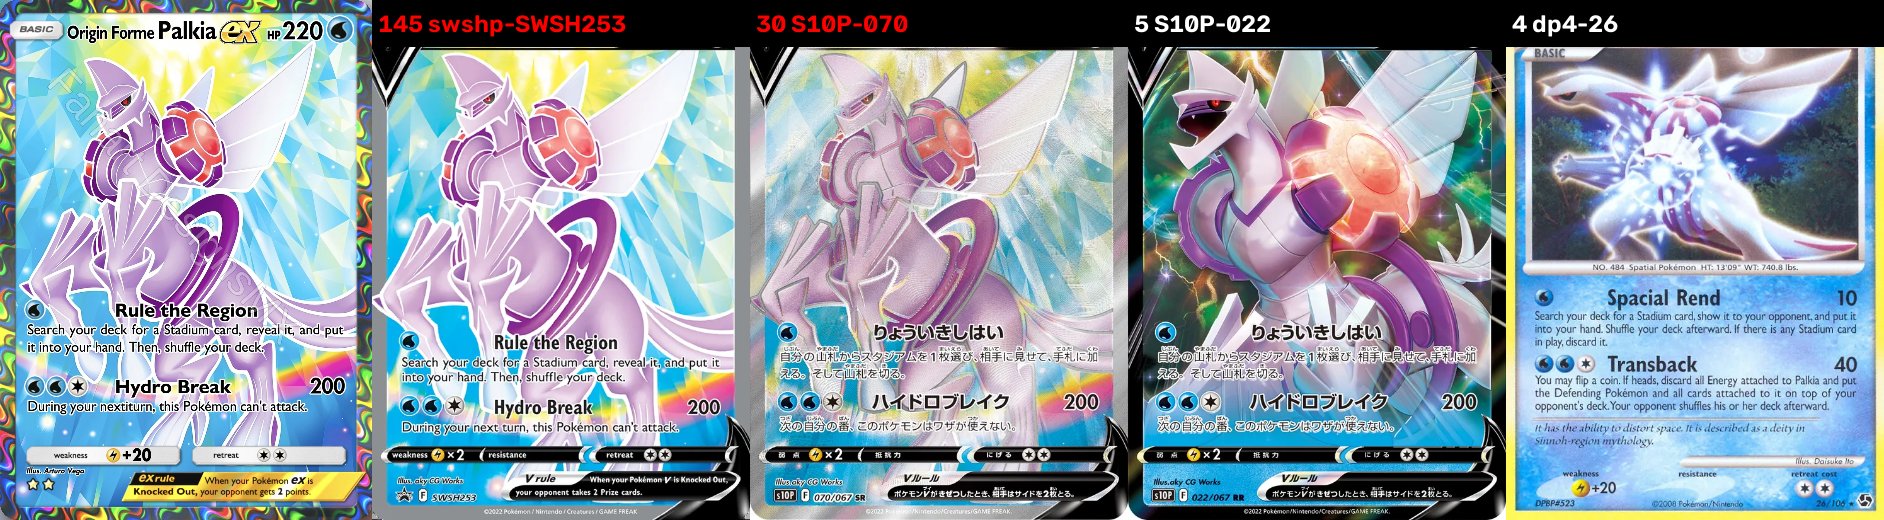 BASIC Origin Forme Palkia ex HP 220
Rule the Region
Search your deck for a Stadium card, reveal it, and put
it into your hand. Then, shuffle your deck.
Hydro Break 200
During your nextiturn, this Pokémon can't attack.
weakness +20 retreat
Illus. Arturo Vega
ex rule When your Pokémon ex is
Knocked Out, your opponent gets 2 points.
145 swshp-SWSH253
Rule the Region
Search your deck for a Stadium card, reveal it, and put it
into your hand. Then, shuffle your deck.
Hydro Break 200
During your next turn, this Pokémon can't attack.
weakness ×2 resistance retreat
Illus. aky CG Works
V rule When your Pokémon V is Knocked Out,
your opponent takes 2 Prize cards.
F SWSH253
©2022 Pokémon / Nintendo / Creatures / GAME FREAK
30 S10P-070
りょういきしはい
自分の山札からスタジアムを1枚選び、相手に見せて、手札に加
える。そして山札を切る。
ハイドロブレイク 200
次の自分の番、このポケモンはワザが使えない。
弱点 ×2 抵抗力 にげる
Illus. aky CG Works
Vルール
ポケモンVがきぜつしたとき、相手はサイドを2枚とる。
S10P F 070/067 SR
©2022 Pokémon/Nintendo/Creatures/GAME FREAK.
5 S10P-022
りょういきしはい
自分の山札からスタジアムを1枚選び、相手に見せて、手札に加
える。そして山札を切る。
ハイドロブレイク 200
次の自分の番、このポケモンはワザが使えない。
弱点 ×2 抵抗力 にげる
Illus. aky CG Works
Vルール
ポケモンVがきぜつしたとき、相手はサイドを2枚とる。
S10P F 022/067 RR
©2022 Pokémon/Nintendo/Creatures/GAME FREAK.
4 dp4-26
BASIC
NO. 484 Spatial Pokémon HT: 13'09" WT: 740.8 lbs.
Spacial Rend 10
Search your deck for a Stadium card, show it to your opponent, and put it
into your hand. Shuffle your deck afterward. If there is any Stadium card
in play, discard it.
Transback 40
You may flip a coin. If heads, discard all Energy attached to Palkia and put
the Defending Pokémon and all cards attached to it on top of your
opponent's deck. Your opponent shuffles his or her deck afterward.
It has the ability to distort space. It is described as a deity in
Sinnoh-region mythology.
Illus. Daisuke Ito
weakness resistance retreat cost
+20
DPBP#523 ©2008 Pokémon/Nintendo 26/106